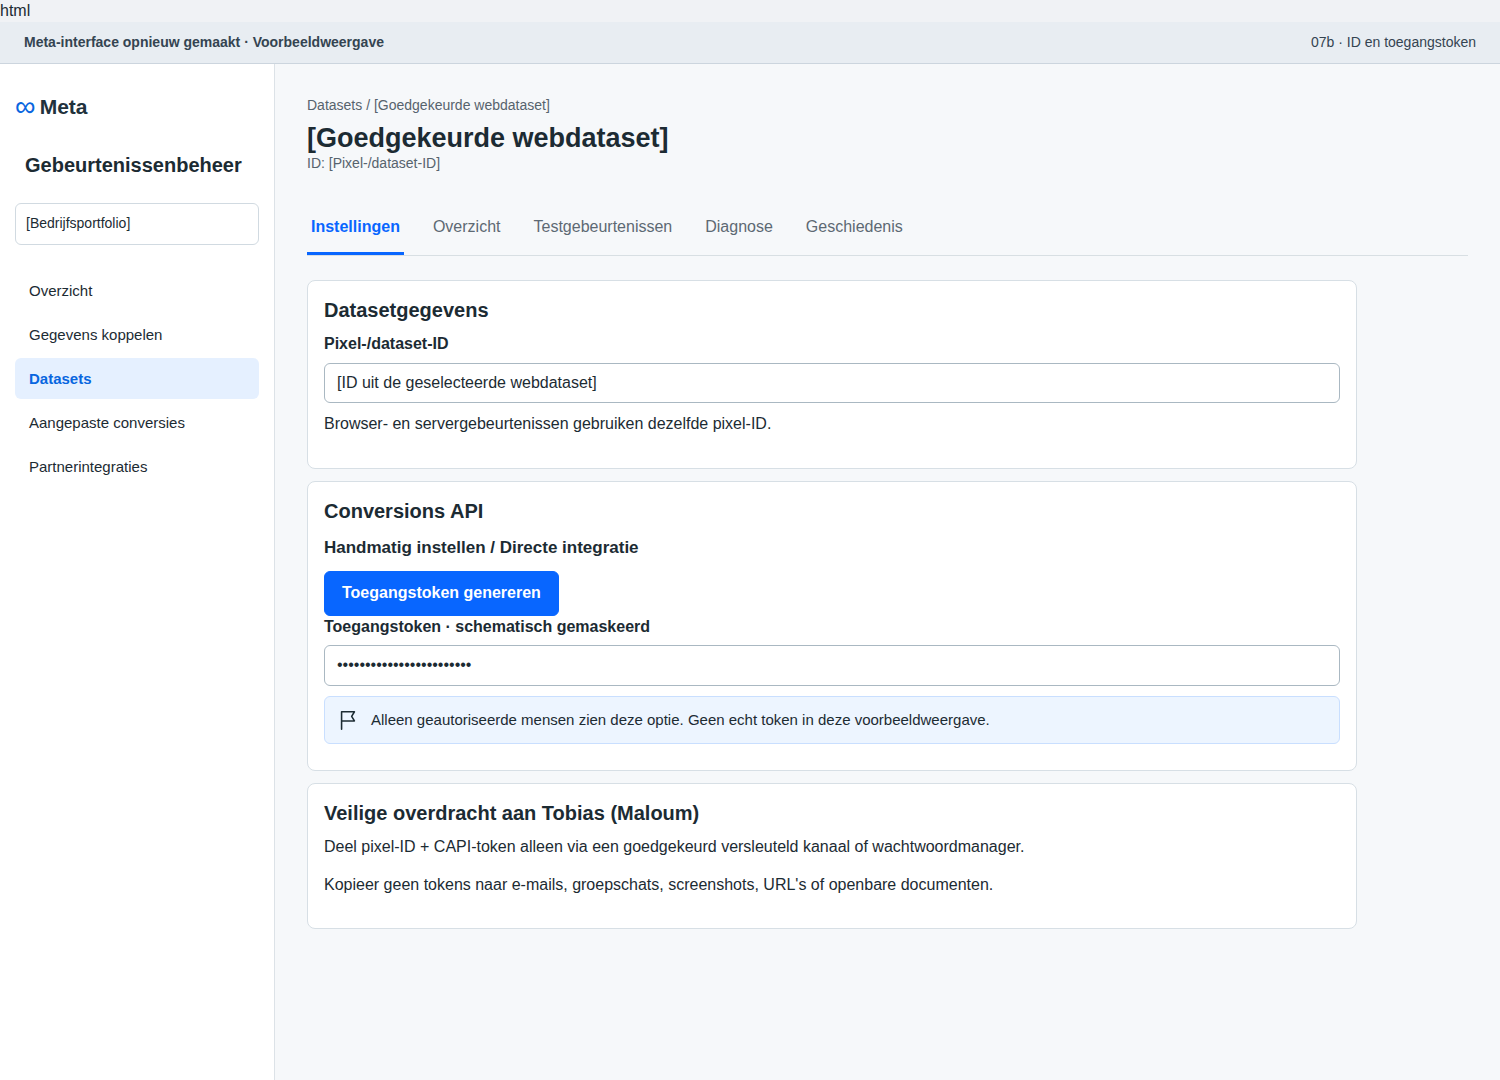 html
Meta-interface opnieuw gemaakt · Voorbeeldweergave
07b · ID en toegangstoken
∞ Meta
Gebeurtenissenbeheer
[Bedrijfsportfolio]
Overzicht
Gegevens koppelen
Datasets
Aangepaste conversies
Partnerintegraties
Datasets / [Goedgekeurde webdataset]
[Goedgekeurde webdataset]
ID: [Pixel-/dataset-ID]
Instellingen Overzicht Testgebeurtenissen Diagnose Geschiedenis
Datasetgegevens
Pixel-/dataset-ID
[ID uit de geselecteerde webdataset]
Browser- en servergebeurtenissen gebruiken dezelfde pixel-ID.
Conversions API
Handmatig instellen / Directe integratie
Toegangstoken genereren
Toegangstoken · schematisch gemaskeerd
••••••••••••••••••••••••
Alleen geautoriseerde mensen zien deze optie. Geen echt token in deze voorbeeldweergave.
Veilige overdracht aan Tobias (Maloum)
Deel pixel-ID + CAPI-token alleen via een goedgekeurd versleuteld kanaal of wachtwoordmanager.
Kopieer geen tokens naar e-mails, groepschats, screenshots, URL's of openbare documenten.